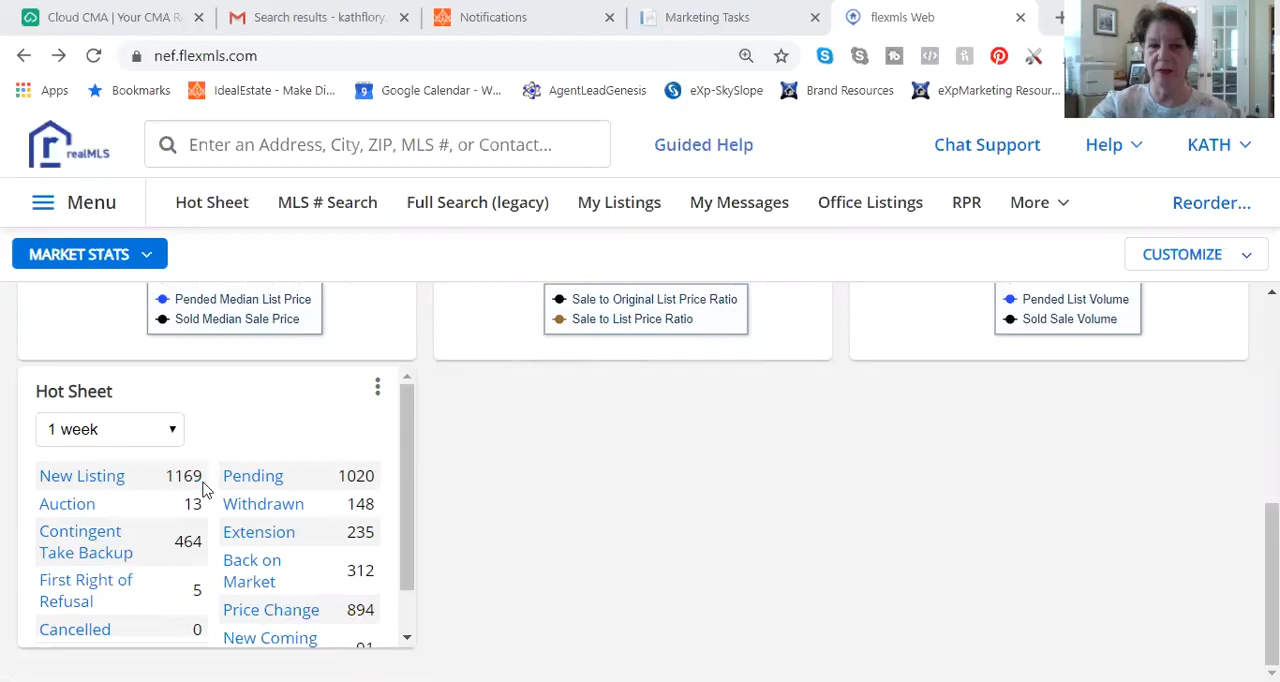 Cloud CMA | Your CMA R
Search results - kathflory.
Notifications
Marketing Tasks
flexmls Web
nef.flexmls.com
Apps
Bookmarks
IdealEstate - Make Di...
Google Calendar - W...
AgentLeadGenesis
eXp-SkySlope
Brand Resources
eXpMarketing Resour...
realMLS
Enter an Address, City, ZIP, MLS #, or Contact...
Guided Help
Chat Support
Help
KATH
Menu
Hot Sheet
MLS # Search
Full Search (legacy)
My Listings
My Messages
Office Listings
RPR
More
Reorder...
MARKET STATS
CUSTOMIZE
Pended Median List Price
Sold Median Sale Price
Sale to Original List Price Ratio
Sale to List Price Ratio
Pended List Volume
Sold Sale Volume
Hot Sheet
1 week
New Listing 1169
Auction 13
Contingent
Take Backup 464
First Right of
Refusal 5
Cancelled 0
Pending 1020
Withdrawn 148
Extension 235
Back on
Market 312
Price Change 894
New Coming